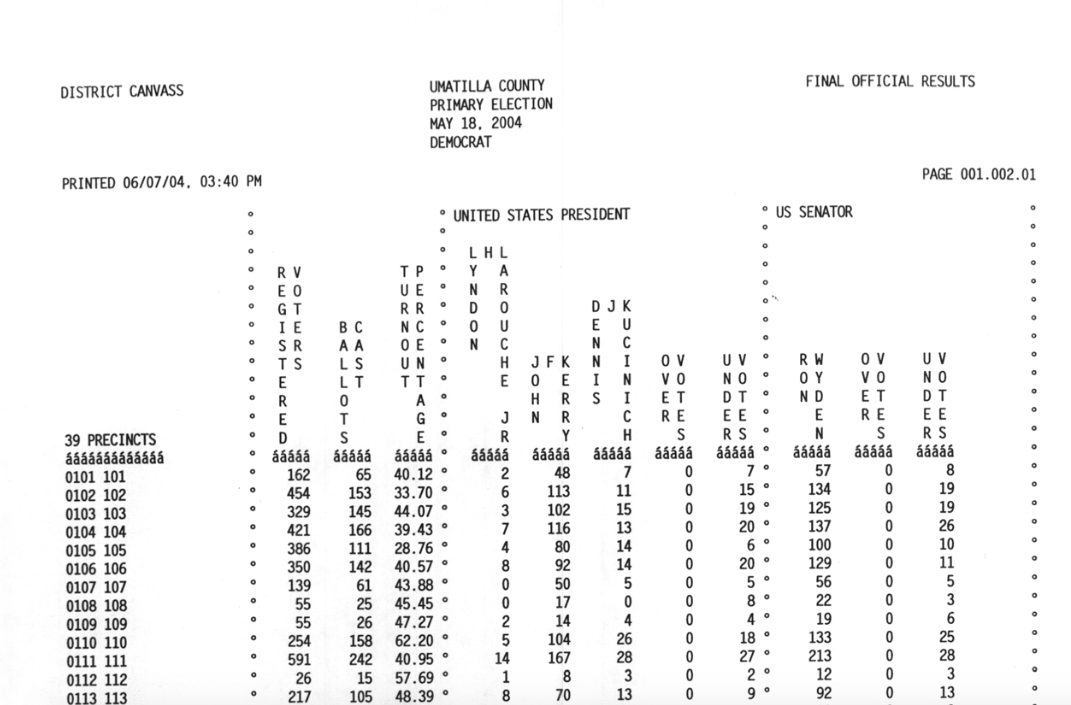 DISTRICT CANVASS
UMATILLA COUNTY
FINAL OFFICIAL RESULTS
PRIMARY ELECTION
MAY 18, 2004
DEMOCRAT
PRINTED 06/07/04, 03:40 PM
PAGE 001.002.01
UNITED STATES PRESIDENT
US SENATOR
REGISTERED VOTERS
BALLOTS CAST
TURNOUT PERCENTAGE
LYNDON H LAROUCHE JR
JOHN F KERRY
DENNIS J KUCINICH
OVER VOTES
UNDER VOTES
RON WYDEN
OVER VOTES
UNDER VOTES
39 PRECINCTS
ááááááááááááá ááááá ááááá ááááá ááááá ááááá ááááá ááááá ááááá ááááá ááááá ááááá
0101 101 162 65 40.12 2 48 7 0 7 57 0 8
0102 102 454 153 33.70 6 113 11 0 15 134 0 19
0103 103 329 145 44.07 3 102 15 0 19 125 0 19
0104 104 421 166 39.43 7 116 13 0 20 137 0 26
0105 105 386 111 28.76 4 80 14 0 6 100 0 10
0106 106 350 142 40.57 8 92 14 0 20 129 0 11
0107 107 139 61 43.88 0 50 5 0 5 56 0 5
0108 108 55 25 45.45 0 17 0 0 8 22 0 3
0109 109 55 26 47.27 2 14 4 0 4 19 0 6
0110 110 254 158 62.20 5 104 26 0 18 133 0 25
0111 111 591 242 40.95 14 167 28 0 27 213 0 28
0112 112 26 15 57.69 1 8 3 0 2 12 0 3
0113 113 217 105 48.39 8 70 13 0 9 92 0 13